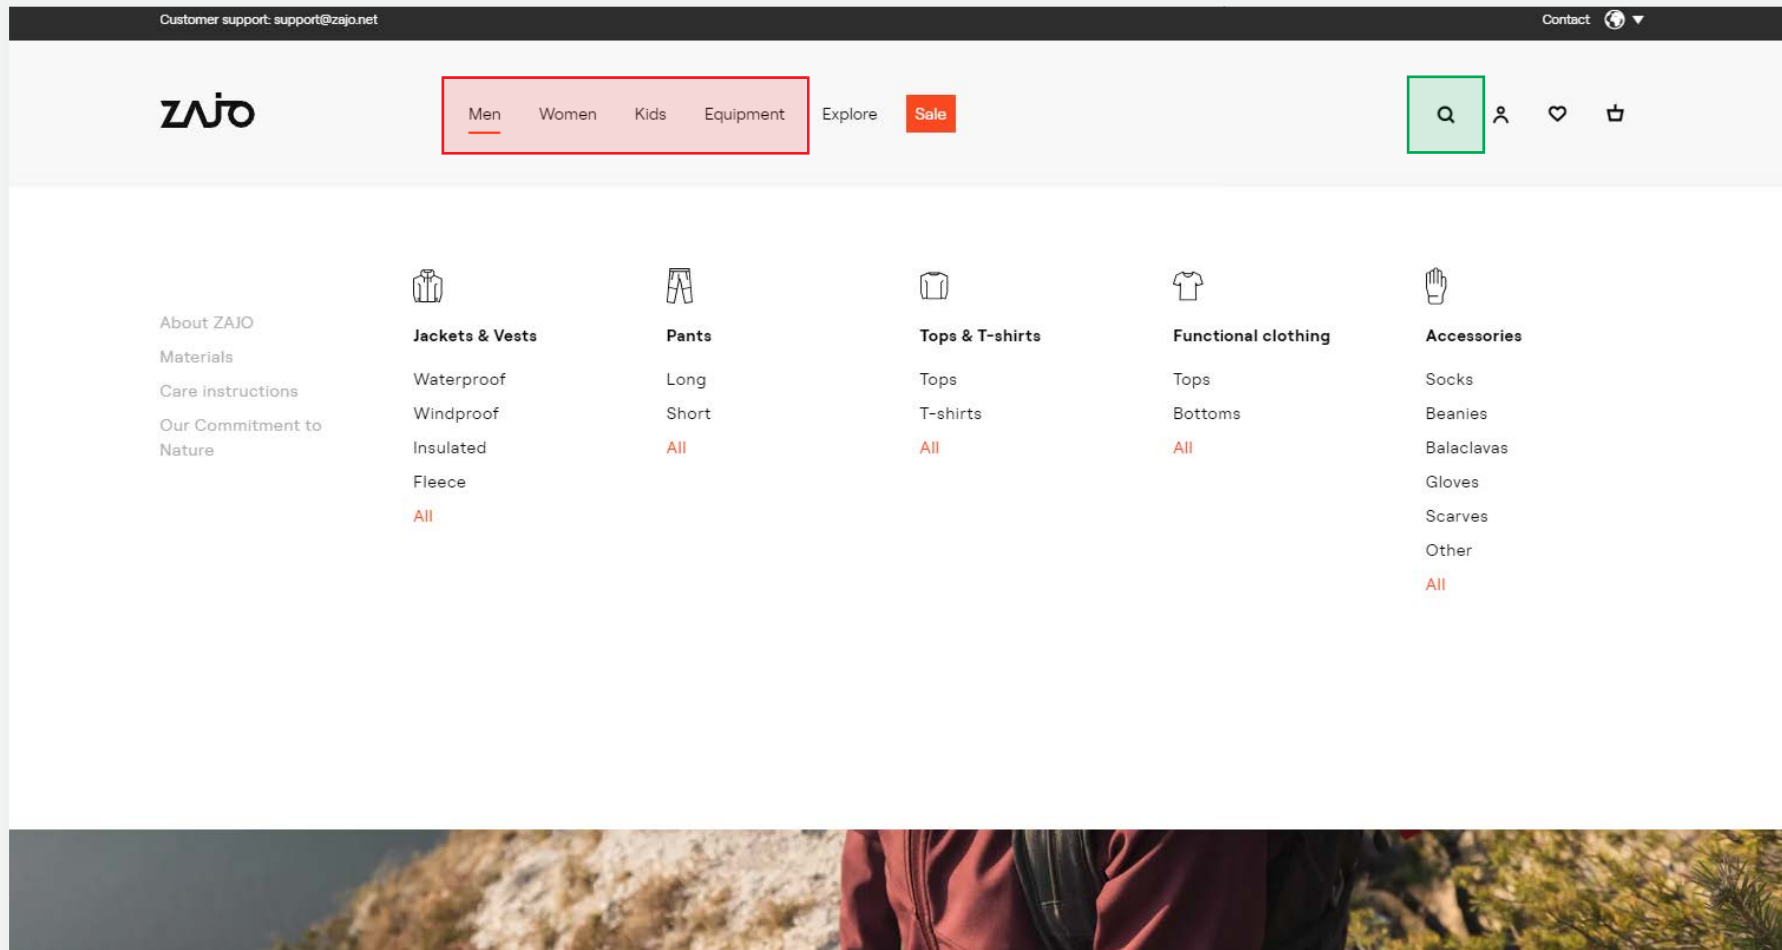 Customer support: support@zajo.net
Contact
ZAJO
Men
Women
Kids
Equipment
Explore
Sale
About ZAJO
Materials
Care instructions
Our Commitment to
Nature
Jackets & Vests
Waterproof
Windproof
Insulated
Fleece
All
Pants
Long
Short
All
Tops & T-shirts
Tops
T-shirts
All
Functional clothing
Tops
Bottoms
All
Accessories
Socks
Beanies
Balaclavas
Gloves
Scarves
Other
All